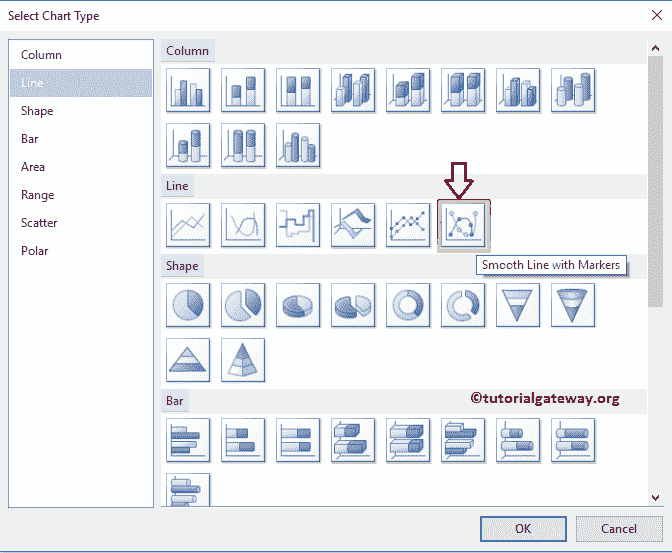 Select Chart Type
Column
Line
Shape
Bar
Area
Range
Scatter
Polar
Column
Line
Smooth Line with Markers
Shape
Bar
©tutorialgateway.org
OK
Cancel